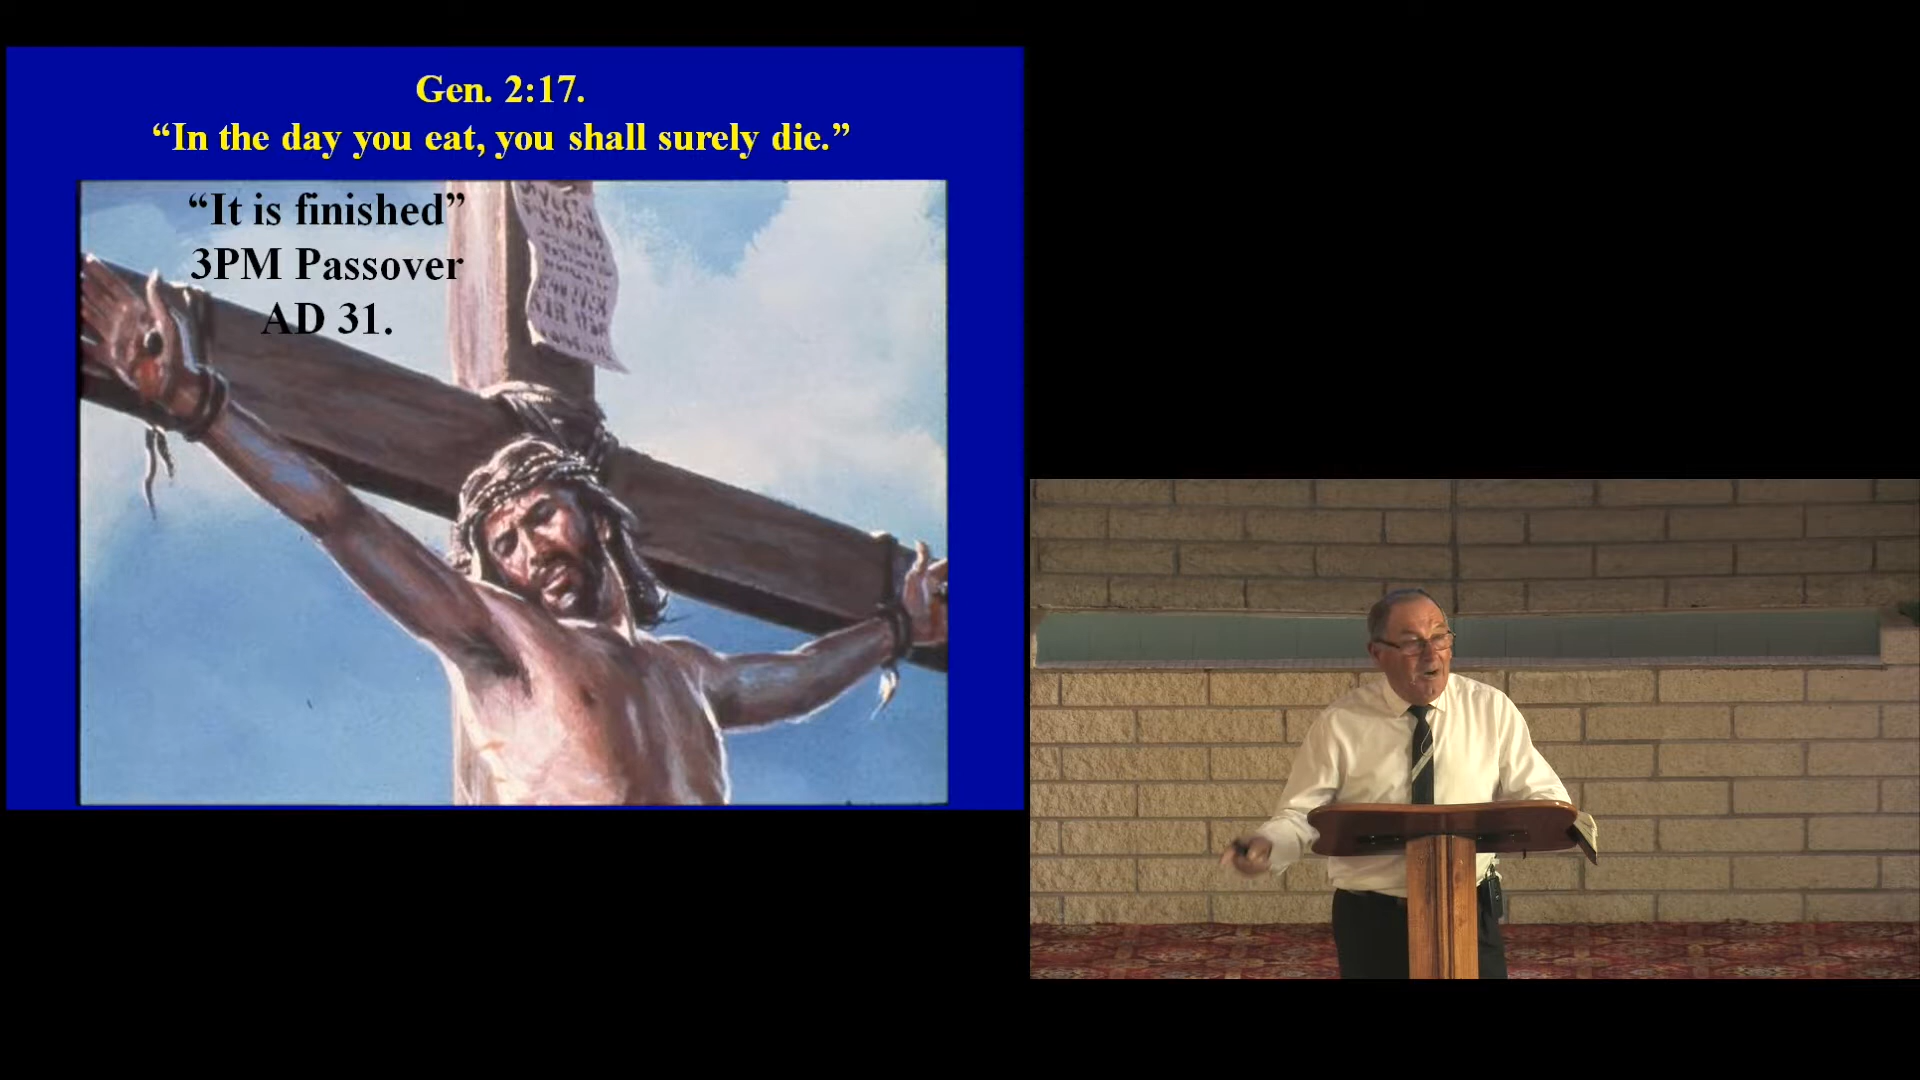 Gen. 2:17.
“In the day you eat, you shall surely die.”
“It is finished”
3PM Passover
AD 31.